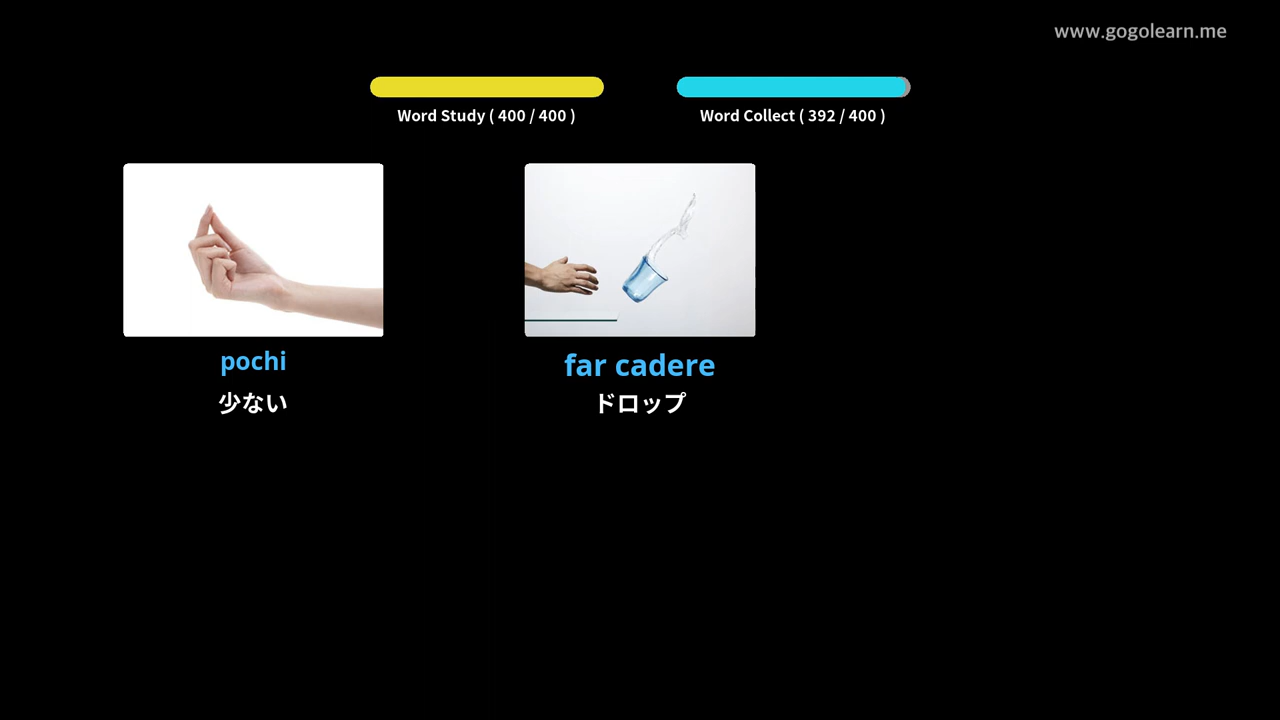 www.gogolearn.me
Word Study ( 400 / 400 )
Word Collect ( 392 / 400 )
pochi
少ない
far cadere
ドロップ